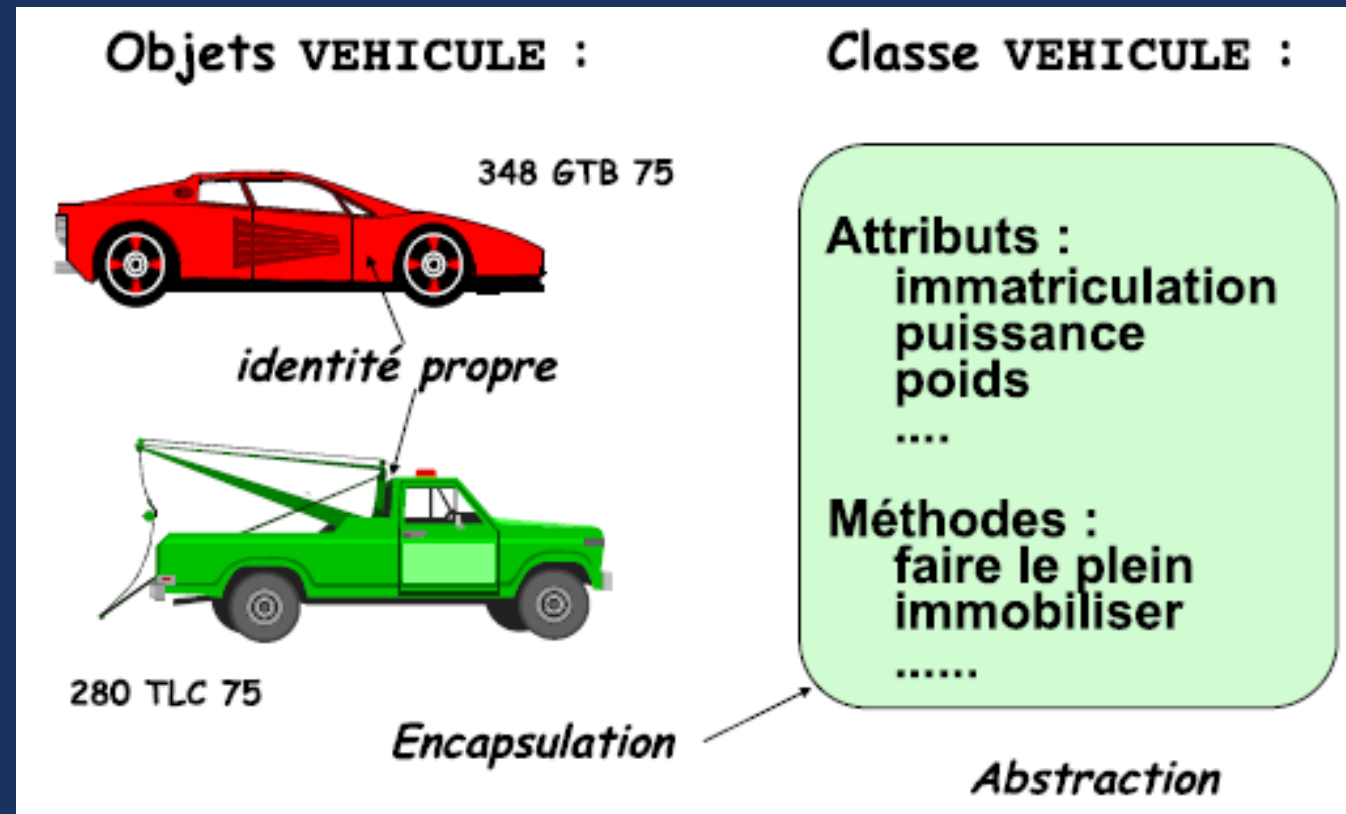 Objets VEHICULE :
348 GTB 75
identité propre
280 TLC 75
Encapsulation
Classe VEHICULE :
Attributs :
immatriculation
puissance
poids
....
Méthodes :
faire le plein
immobiliser
......
Abstraction